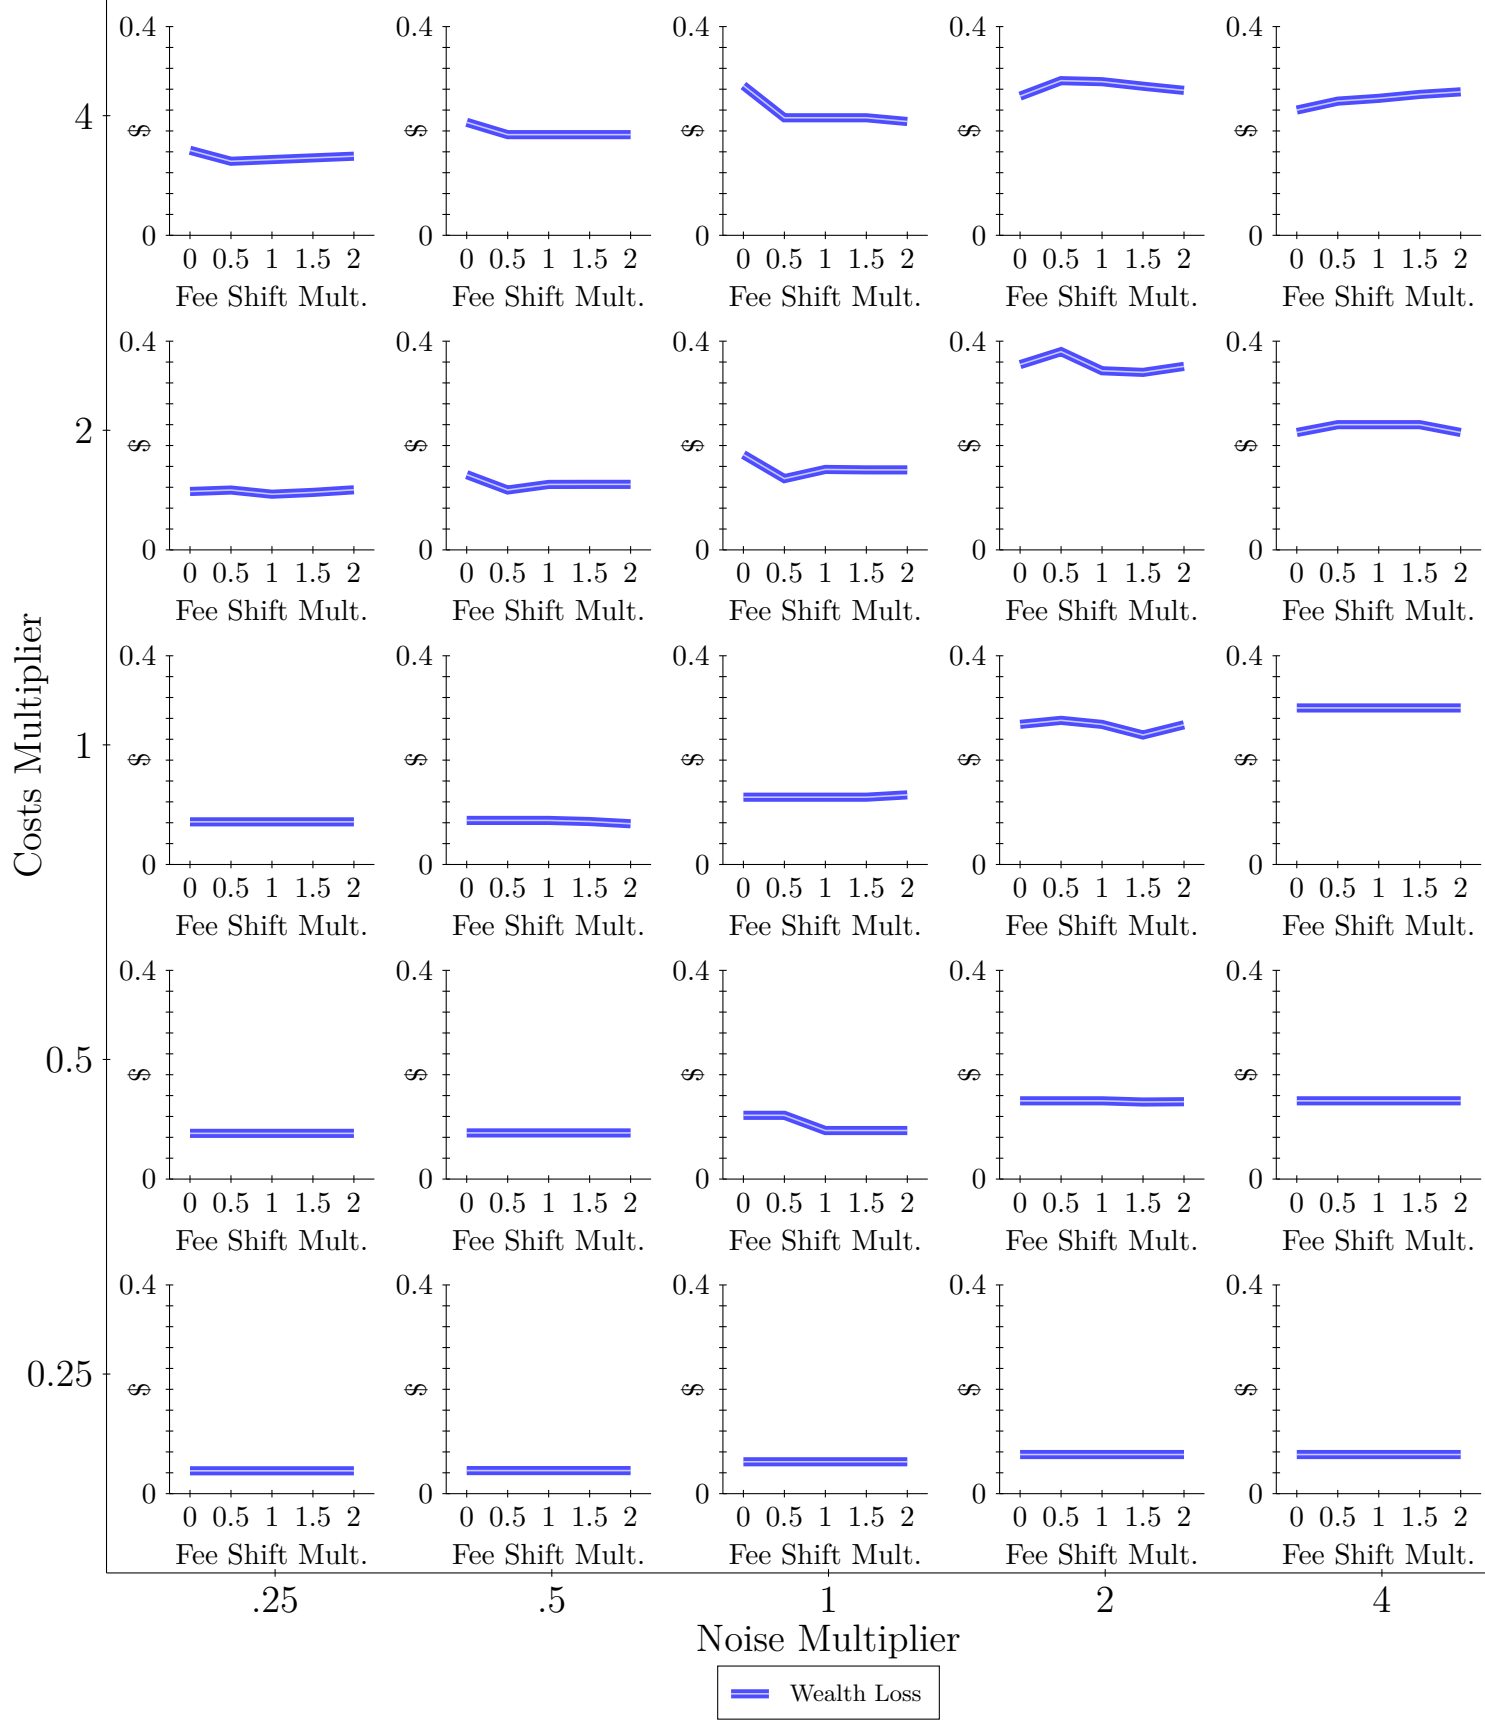 0.4 0.4 0.4 0.4 0.4
4
$ $ $ $ $
0 0 0 0 0
0 0.5 1 1.5 2 0 0.5 1 1.5 2 0 0.5 1 1.5 2 0 0.5 1 1.5 2 0 0.5 1 1.5 2
Fee Shift Mult. Fee Shift Mult. Fee Shift Mult. Fee Shift Mult. Fee Shift Mult.
0.4 0.4 0.4 0.4 0.4
2
$ $ $ $ $
0 0 0 0 0
0 0.5 1 1.5 2 0 0.5 1 1.5 2 0 0.5 1 1.5 2 0 0.5 1 1.5 2 0 0.5 1 1.5 2
Fee Shift Mult. Fee Shift Mult. Fee Shift Mult. Fee Shift Mult. Fee Shift Mult.
Costs Multiplier
0.4 0.4 0.4 0.4 0.4
1
$ $ $ $ $
0 0 0 0 0
0 0.5 1 1.5 2 0 0.5 1 1.5 2 0 0.5 1 1.5 2 0 0.5 1 1.5 2 0 0.5 1 1.5 2
Fee Shift Mult. Fee Shift Mult. Fee Shift Mult. Fee Shift Mult. Fee Shift Mult.
0.4 0.4 0.4 0.4 0.4
0.5
$ $ $ $ $
0 0 0 0 0
0 0.5 1 1.5 2 0 0.5 1 1.5 2 0 0.5 1 1.5 2 0 0.5 1 1.5 2 0 0.5 1 1.5 2
Fee Shift Mult. Fee Shift Mult. Fee Shift Mult. Fee Shift Mult. Fee Shift Mult.
0.4 0.4 0.4 0.4 0.4
0.25
$ $ $ $ $
0 0 0 0 0
0 0.5 1 1.5 2 0 0.5 1 1.5 2 0 0.5 1 1.5 2 0 0.5 1 1.5 2 0 0.5 1 1.5 2
Fee Shift Mult. Fee Shift Mult. Fee Shift Mult. Fee Shift Mult. Fee Shift Mult.
.25 .5 1 2 4
Noise Multiplier
Wealth Loss